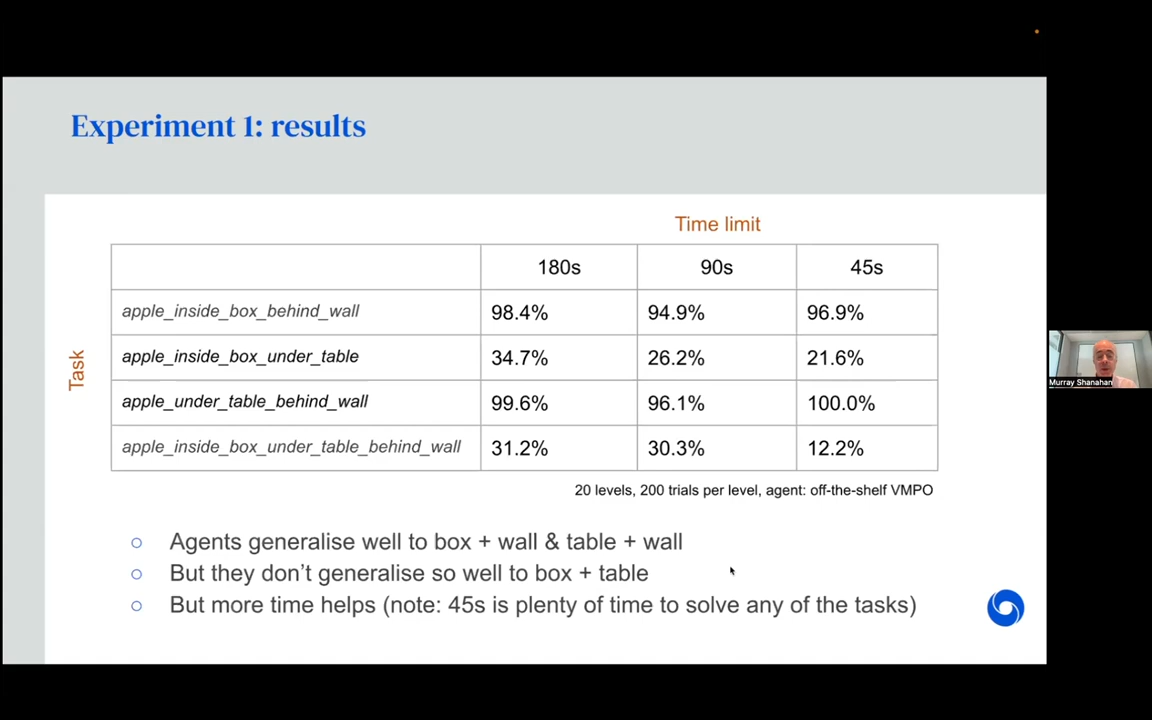 Experiment 1: results
Time limit
180s 90s 45s
Task
apple_inside_box_behind_wall 98.4% 94.9% 96.9%
apple_inside_box_under_table 34.7% 26.2% 21.6%
apple_under_table_behind_wall 99.6% 96.1% 100.0%
apple_inside_box_under_table_behind_wall 31.2% 30.3% 12.2%
20 levels, 200 trials per level, agent: off-the-shelf VMPO
Agents generalise well to box + wall & table + wall
But they don't generalise so well to box + table
But more time helps (note: 45s is plenty of time to solve any of the tasks)
Murray Shanahan